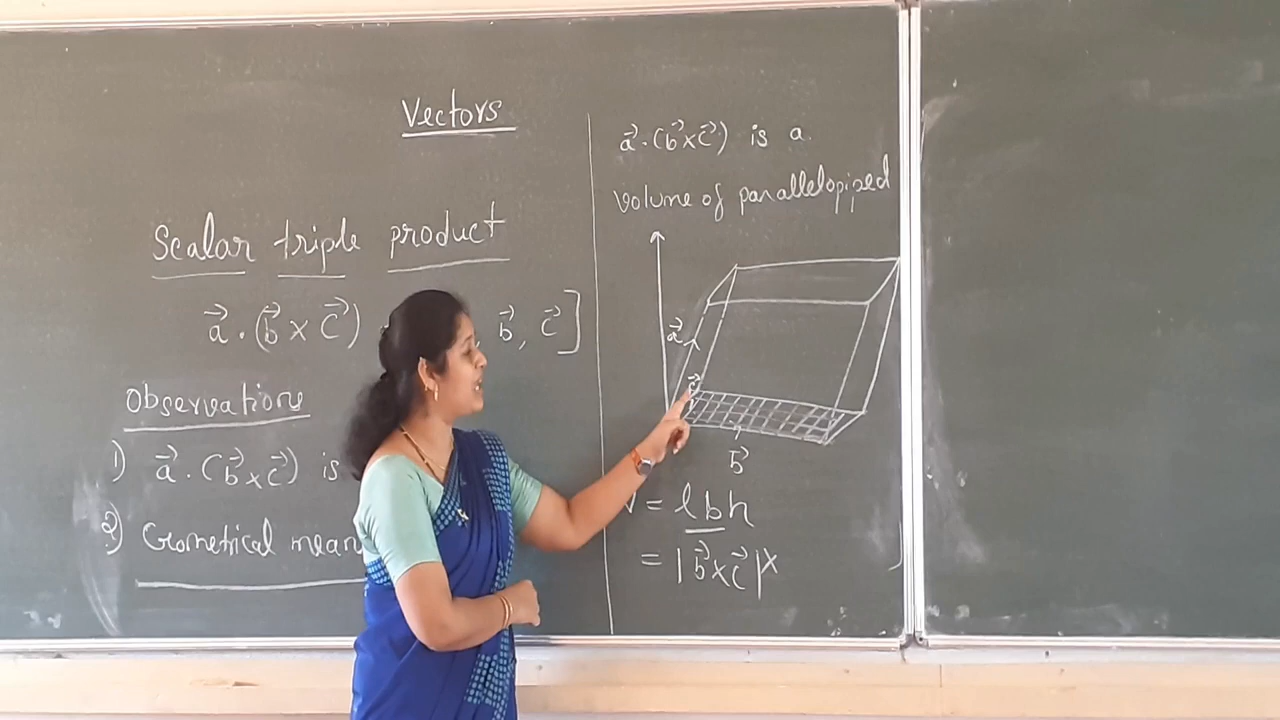 Vectors
Scalar triple product
a⃗ · (b⃗ × c⃗) b⃗, c⃗]
Observations
1) a⃗ · (b⃗ × c⃗) is
2) Geometrical mean
a⃗ · (b⃗ × c⃗) is a
volume of parallelopiped
a⃗
c⃗
b⃗
V = l b h
= |b⃗ × c⃗| ×